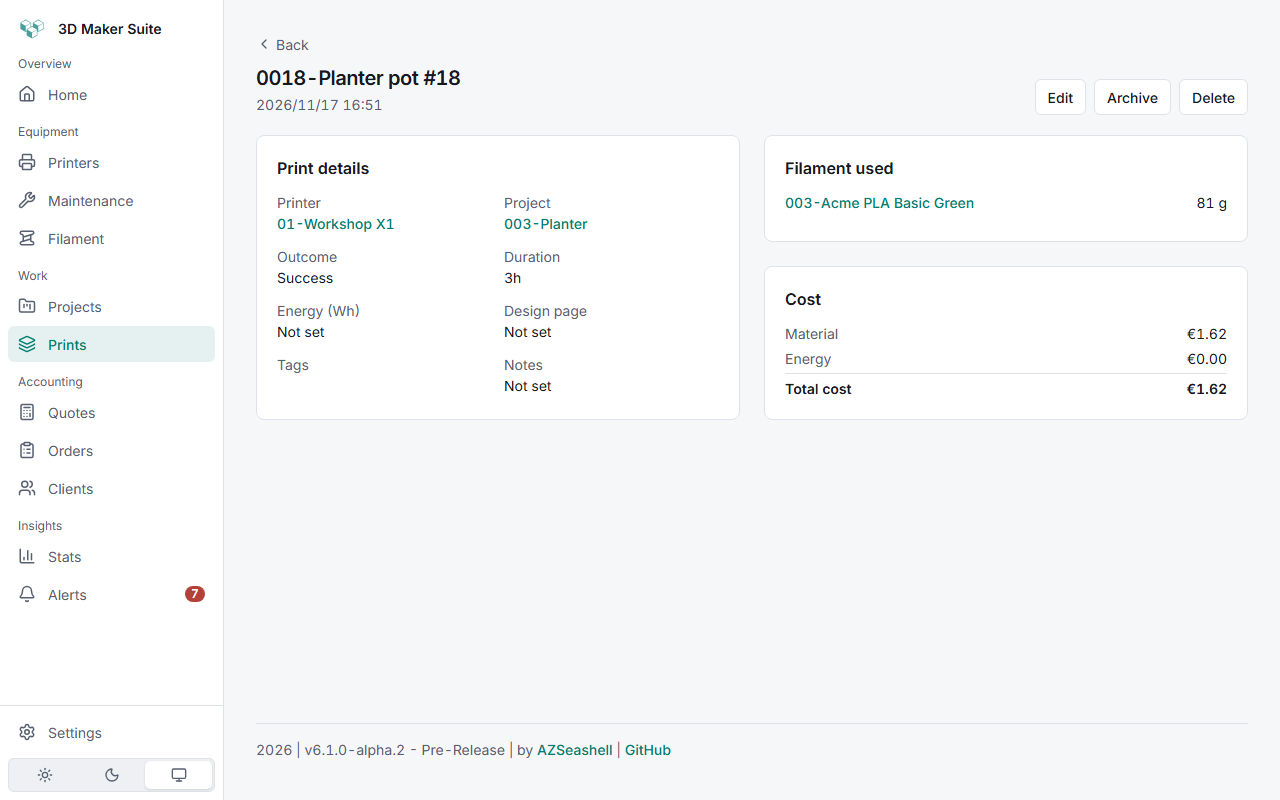 3D Maker Suite
Overview
Home
Equipment
Printers
Maintenance
Filament
Work
Projects
Prints
Accounting
Quotes
Orders
Clients
Insights
Stats
Alerts 7
Settings
Back
0018-Planter pot #18
2026/11/17 16:51
Edit Archive Delete
Print details
Printer Project
01-Workshop X1 003-Planter
Outcome Duration
Success 3h
Energy (Wh) Design page
Not set Not set
Tags Notes
Not set
Filament used
003-Acme PLA Basic Green 81 g
Cost
Material €1.62
Energy €0.00
Total cost €1.62
2026 | v6.1.0-alpha.2 - Pre-Release | by AZSeashell | GitHub